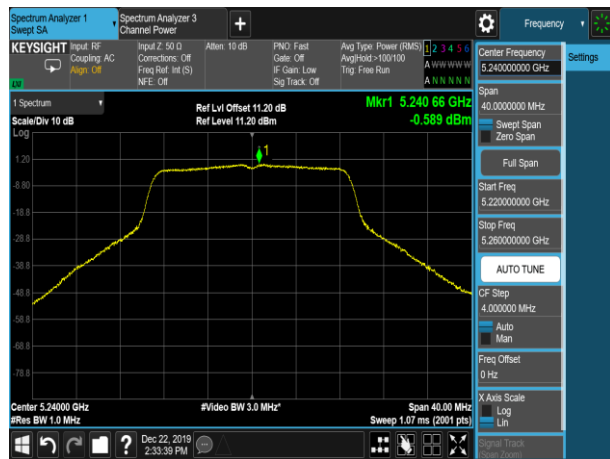 Spectrum Analyzer 1
Swept SA
Spectrum Analyzer 3
Channel Power
+
Frequency
KEYSIGHT
Input: RF
Coupling: AC
Align: Off
Input Z: 50 Ω
Corrections: Off
Freq Ref: Int (S)
NFE: Off
Atten: 10 dB
PNO: Fast
Gate: Off
IF Gain: Low
Sig Track: Off
Avg Type: Power (RMS)
Avg|Hold:>100/100
Trig: Free Run
1 2 3 4 5 6
A W W W W W
A N N N N N
LXI
1 Spectrum
Scale/Div 10 dB
Log
Ref Lvl Offset 11.20 dB
Ref Level 11.20 dBm
Mkr1 5.240 66 GHz
-0.589 dBm
1
1.20
-8.80
-18.8
-28.8
-38.8
-48.8
-58.8
-68.8
-78.8
Center 5.24000 GHz
#Res BW 1.0 MHz
#Video BW 3.0 MHz*
Span 40.00 MHz
Sweep 1.07 ms (2001 pts)
Center Frequency
5.240000000 GHz
Settings
Span
40.0000000 MHz
Swept Span
Zero Span
Full Span
Start Freq
5.220000000 GHz
Stop Freq
5.260000000 GHz
AUTO TUNE
CF Step
4.000000 MHz
Auto
Man
Freq Offset
0 Hz
X Axis Scale
Log
Lin
Signal Track
(Span Zoom)
?
Dec 22, 2019
2:33:39 PM